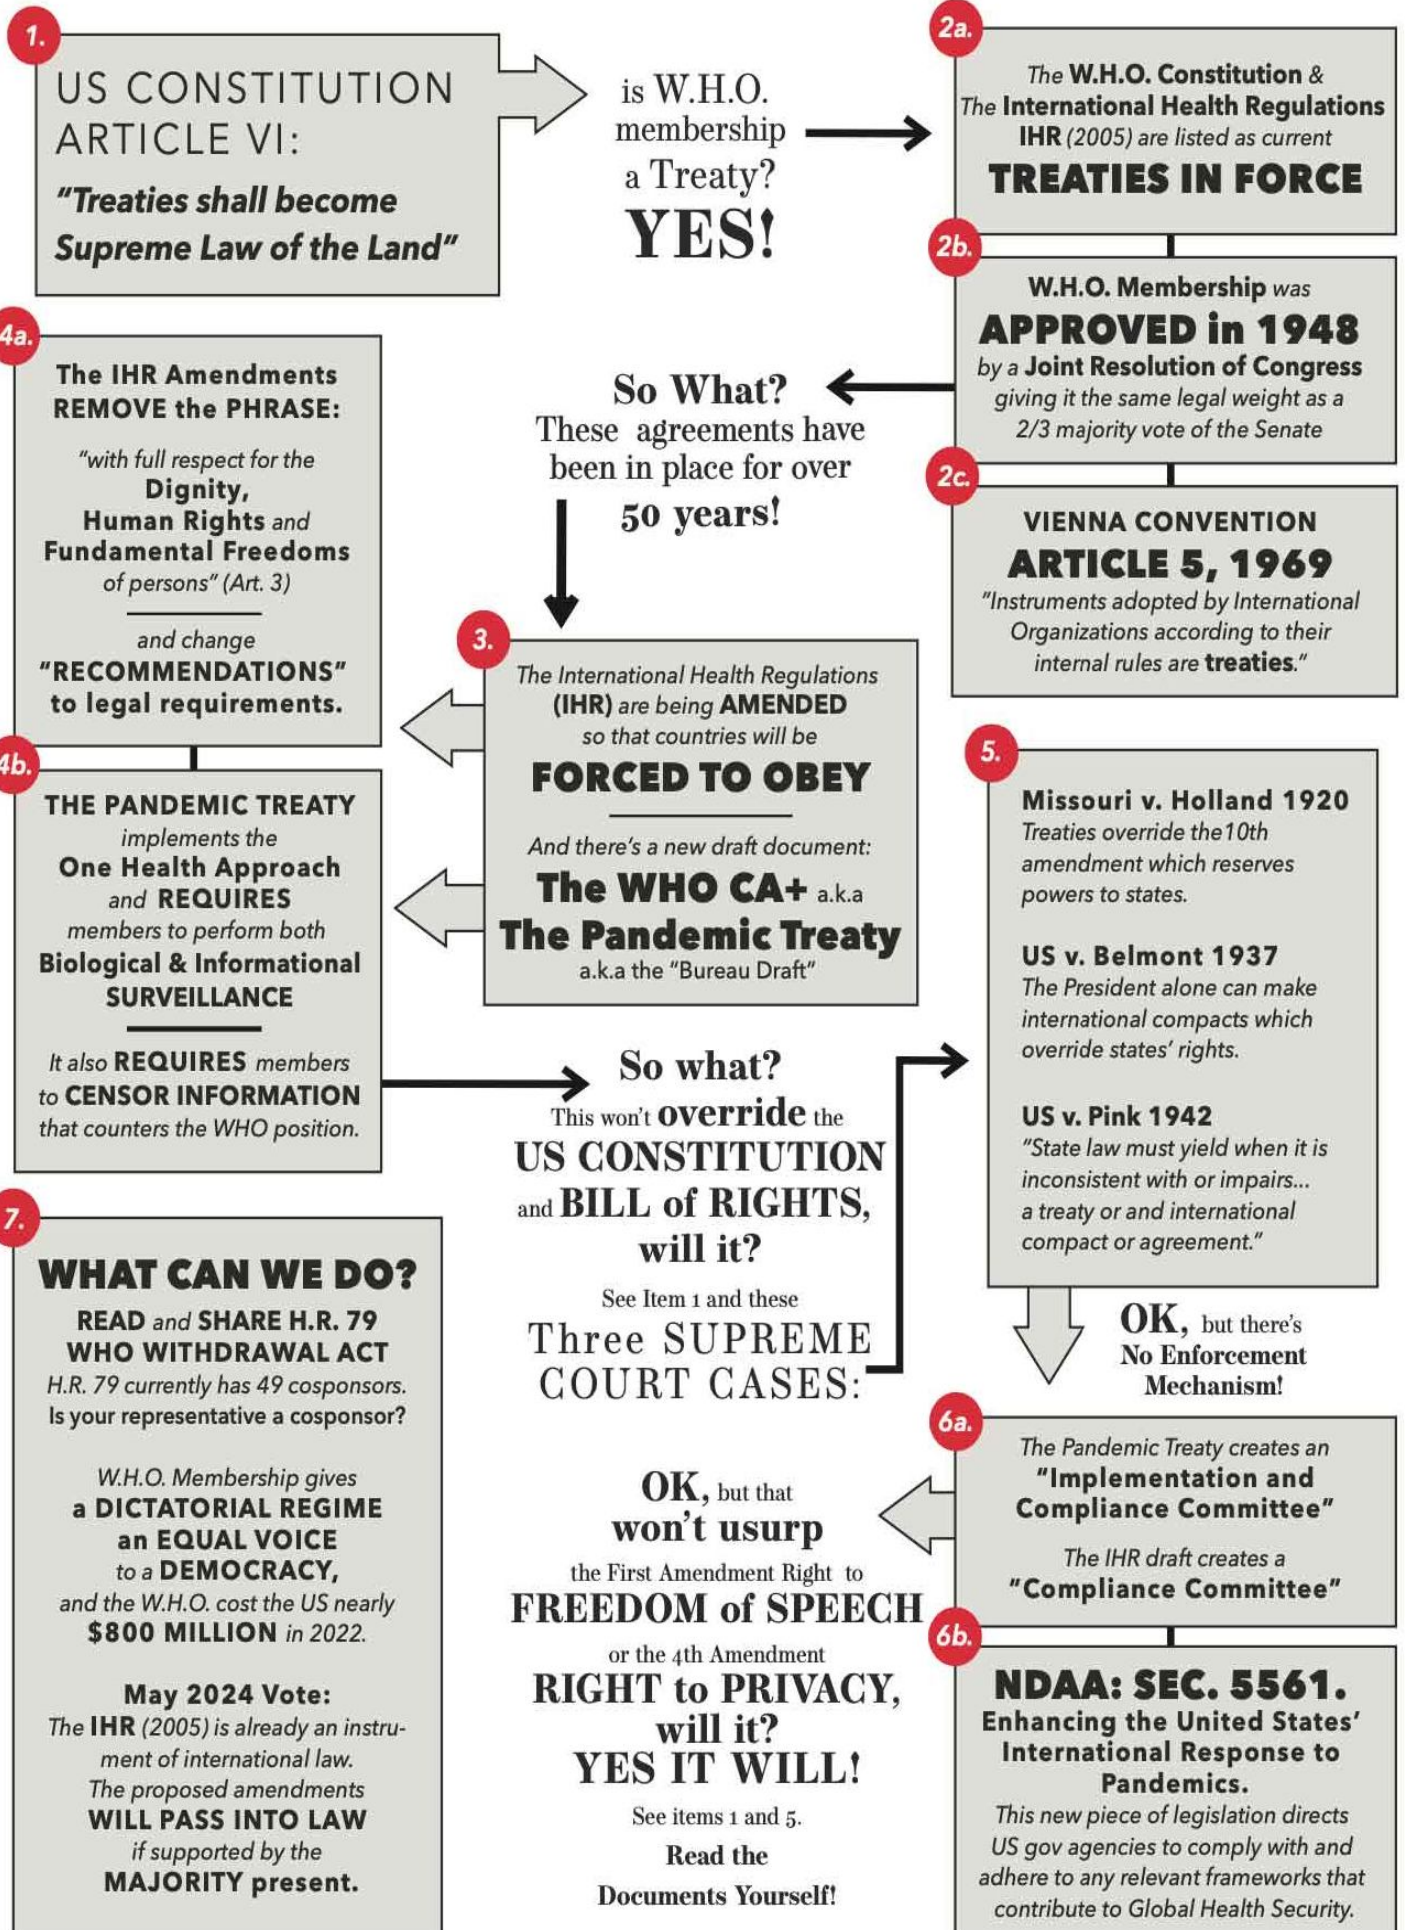 1.
US CONSTITUTION
ARTICLE VI:
"Treaties shall become
Supreme Law of the Land"
is W.H.O.
membership
a Treaty?
YES!
2a.
The W.H.O. Constitution &
The International Health Regulations
IHR (2005) are listed as current
TREATIES IN FORCE
2b.
W.H.O. Membership was
APPROVED in 1948
by a Joint Resolution of Congress
giving it the same legal weight as a
2/3 majority vote of the Senate
2c.
VIENNA CONVENTION
ARTICLE 5, 1969
"Instruments adopted by International
Organizations according to their
internal rules are treaties."
So What?
These agreements have
been in place for over
50 years!
3.
The International Health Regulations
(IHR) are being AMENDED
so that countries will be
FORCED TO OBEY
And there's a new draft document:
The WHO CA+ a.k.a
The Pandemic Treaty
a.k.a the "Bureau Draft"
4a.
The IHR Amendments
REMOVE the PHRASE:
"with full respect for the
Dignity,
Human Rights and
Fundamental Freedoms
of persons" (Art. 3)
and change
"RECOMMENDATIONS"
to legal requirements.
4b.
THE PANDEMIC TREATY
implements the
One Health Approach
and REQUIRES
members to perform both
Biological & Informational
SURVEILLANCE
It also REQUIRES members
to CENSOR INFORMATION
that counters the WHO position.
So what?
This won't override the
US CONSTITUTION
and BILL of RIGHTS,
will it?
See Item 1 and these
Three SUPREME
COURT CASES:
5.
Missouri v. Holland 1920
Treaties override the10th
amendment which reserves
powers to states.
US v. Belmont 1937
The President alone can make
international compacts which
override states' rights.
US v. Pink 1942
"State law must yield when it is
inconsistent with or impairs...
a treaty or and international
compact or agreement."
OK, but there's
No Enforcement
Mechanism!
6a.
The Pandemic Treaty creates an
"Implementation and
Compliance Committee"
The IHR draft creates a
"Compliance Committee"
6b.
NDAA: SEC. 5561.
Enhancing the United States'
International Response to
Pandemics.
This new piece of legislation directs
US gov agencies to comply with and
adhere to any relevant frameworks that
contribute to Global Health Security.
OK, but that
won't usurp
the First Amendment Right to
FREEDOM of SPEECH
or the 4th Amendment
RIGHT to PRIVACY,
will it?
YES IT WILL!
See items 1 and 5.
Read the
Documents Yourself!
7.
WHAT CAN WE DO?
READ and SHARE H.R. 79
WHO WITHDRAWAL ACT
H.R. 79 currently has 49 cosponsors.
Is your representative a cosponsor?
W.H.O. Membership gives
a DICTATORIAL REGIME
an EQUAL VOICE
to a DEMOCRACY,
and the W.H.O. cost the US nearly
$800 MILLION in 2022.
May 2024 Vote:
The IHR (2005) is already an instru-
ment of international law.
The proposed amendments
WILL PASS INTO LAW
if supported by the
MAJORITY present.